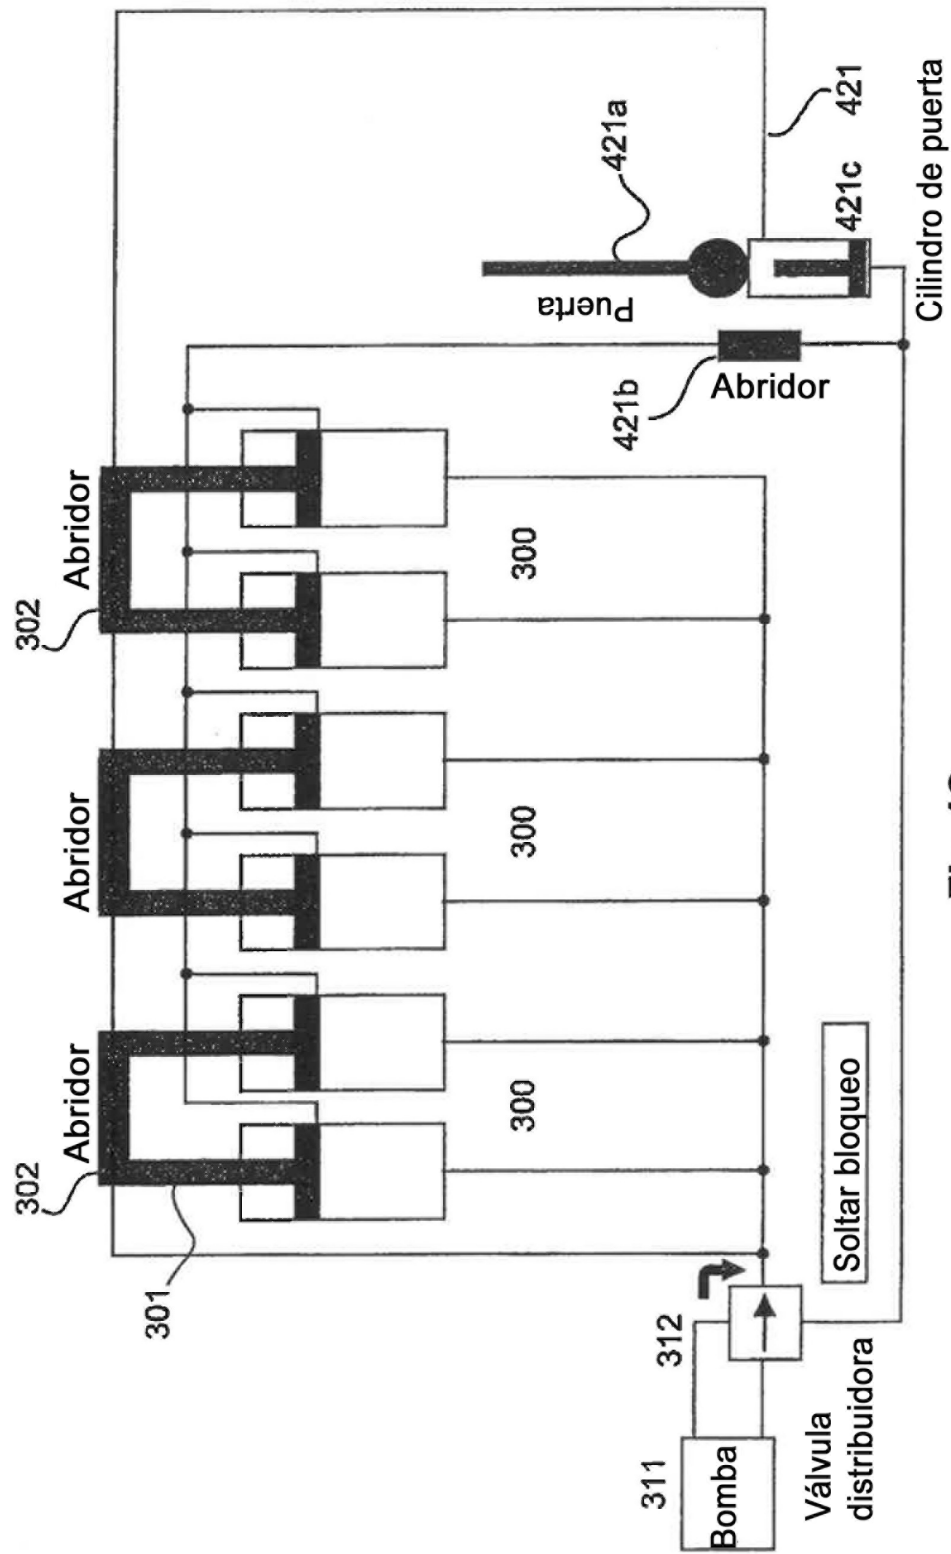 302
Abridor
Abridor
302
Abridor
301
300
300
300
311
Bomba
312
Válvula
distribuidora
Soltar bloqueo
421b
Abridor
Puerta
421a
421
421c
Cilindro de puerta